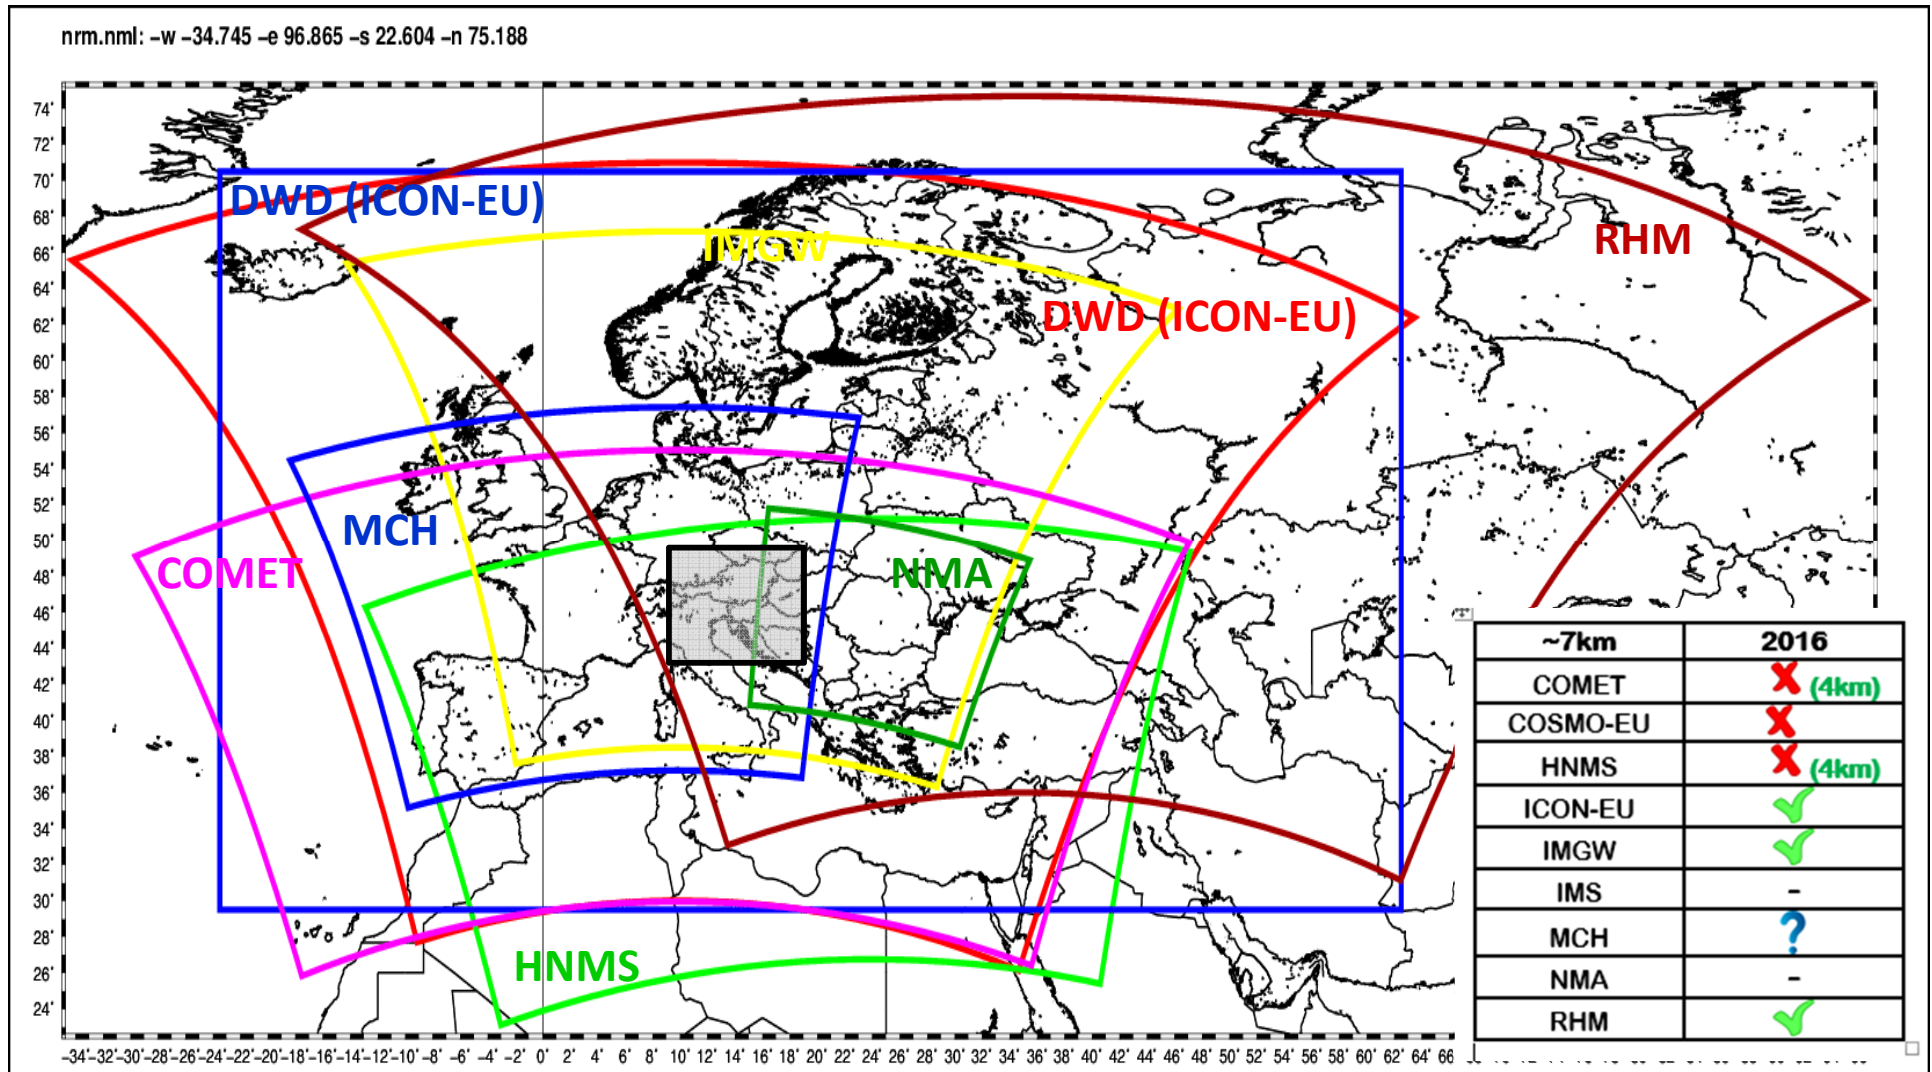 nrm.nml: –w –34.745 –e 96.865 –s 22.604 –n 75.188
74'
72'
70'
68'
66'
64'
62'
60'
58'
56'
54'
52'
50'
48'
46'
44'
42'
40'
38'
36'
34'
32'
30'
28'
26'
24'
DWD (ICON-EU)
IMGW
RHM
DWD (ICON-EU)
MCH
COMET
NMA
HNMS
~7km 2016
COMET (4km)
COSMO-EU
HNMS (4km)
ICON-EU
IMGW
IMS -
MCH ?
NMA -
RHM
–34'–32'–30'–28'–26'–24'–22'–20'–18'–16'–14'–12'–10'–8' –6' –4' –2' 0' 2' 4' 6' 8' 10' 12' 14' 16' 18' 20' 22' 24' 26' 28' 30' 32' 34' 36' 38' 40' 42' 44' 46' 48' 50' 52' 54' 56' 58' 60' 62' 64' 66